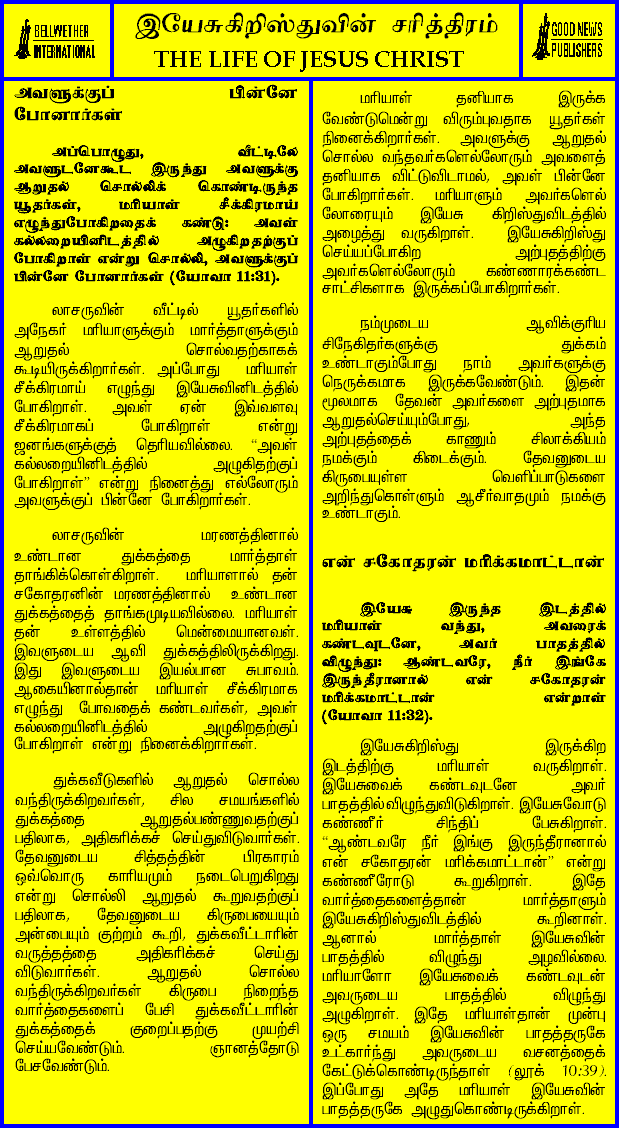 BELLWETHER
INTERNATIONAL
இயேசுகிறிஸ்துவின் சரித்திரம்
THE LIFE OF JESUS CHRIST
GOOD NEWS
PUBLISHERS
அவளுக்குப் பின்னே
போனார்கள்
அப்பொழுது, வீட்டிலே
அவளுடனேகூட இருந்து அவளுக்கு
ஆறுதல் சொல்லிக் கொண்டிருந்த
யூதர்கள், மரியாள் சீக்கிரமாய்
எழுந்துபோகிறதைக் கண்டு: அவள்
கல்லறையினிடத்தில் அழுகிறதற்குப்
போகிறாள் என்று சொல்லி, அவளுக்குப்
பின்னே போனார்கள் (யோவா 11:31).
லாசருவின் வீட்டில் யூதர்களில்
அநேகர் மரியாளுக்கும் மார்த்தாளுக்கும்
ஆறுதல் சொல்வதற்காகக்
கூடியிருக்கிறார்கள். அப்போது மரியாள்
சீக்கிரமாய் எழுந்து இயேசுவினிடத்தில்
போகிறாள். அவள் ஏன் இவ்வளவு
சீக்கிரமாகப் போகிறாள் என்று
ஜனங்களுக்குத் தெரியவில்லை. “அவள்
கல்லறையினிடத்தில் அழுகிதற்குப்
போகிறாள்” என்று நினைத்து எல்லோரும்
அவளுக்குப் பின்னே போகிறார்கள்.
லாசருவின் மரணத்தினால்
உண்டான துக்கத்தை மார்த்தாள்
தாங்கிக்கொள்கிறாள். மரியாளால் தன்
சகோதரனின் மரணத்தினால் உண்டான
துக்கத்தைத் தாங்கமுடியவில்லை. மரியாள்
தன் உள்ளத்தில் மென்மையானவள்.
இவளுடைய ஆவி துக்கத்திலிருக்கிறது.
இது இவளுடைய இயல்பான சுபாவம்.
ஆகையினால்தான் மரியாள் சீக்கிரமாக
எழுந்து போவதைக் கண்டவர்கள், அவள்
கல்லறையினிடத்தில் அழுகிறதற்குப்
போகிறாள் என்று நினைக்கிறார்கள்.
துக்கவீடுகளில் ஆறுதல் சொல்ல
வந்திருக்கிறவர்கள், சில சமயங்களில்
துக்கத்தை ஆறுதல்பண்ணுவதற்குப்
பதிலாக, அதிகரிக்கச் செய்துவிடுவார்கள்.
தேவனுடைய சித்தத்தின் பிரகாரம்
ஒவ்வொரு காரியமும் நடைபெறுகிறது
என்று சொல்லி ஆறுதல் கூறுவதற்குப்
பதிலாக, தேவனுடைய கிருபையையும்
அன்பையும் குற்றம் கூறி, துக்கவீட்டாரின்
வருத்தத்தை அதிகரிக்கச் செய்து
விடுவார்கள். ஆறுதல் சொல்ல
வந்திருக்கிறவர்கள் கிருபை நிறைந்த
வார்த்தைகளைப் பேசி துக்கவீட்டாரின்
துக்கத்தைக் குறைப்பதற்கு முயற்சி
செய்யவேண்டும். ஞானத்தோடு
பேசவேண்டும்.
மரியாள் தனியாக இருக்க
வேண்டுமென்று விரும்புவதாக யூதர்கள்
நினைக்கிறார்கள். அவளுக்கு ஆறுதல்
சொல்ல வந்தவர்களெல்லோரும் அவளைத்
தனியாக விட்டுவிடாமல், அவள் பின்னே
போகிறார்கள். மரியாளும் அவர்களெல்
லோரையும் இயேசு கிறிஸ்துவிடத்தில்
அழைத்து வருகிறாள். இயேசுகிறிஸ்து
செய்யப்போகிற அற்புதத்திற்கு
அவர்களெல்லோரும் கண்ணாரக்கண்ட
சாட்சிகளாக இருக்கப்போகிறார்கள்.
நம்முடைய ஆவிக்குரிய
சிநேகிதர்களுக்கு துக்கம்
உண்டாகும்போது நாம் அவர்களுக்கு
நெருக்கமாக இருக்கவேண்டும். இதன்
மூலமாக தேவன் அவர்களை அற்புதமாக
ஆறுதல்செய்யும்போது, அந்த
அற்புதத்தைக் காணும் சிலாக்கியம்
நமக்கும் கிடைக்கும். தேவனுடைய
கிருபையுள்ள வெளிப்பாடுகளை
அறிந்துகொள்ளும் ஆசீர்வாதமும் நமக்கு
உண்டாகும்.
என் சகோதரன் மரிக்கமாட்டான்
இயேசு இருந்த இடத்தில்
மரியாள் வந்து, அவரைக்
கண்டவுடனே, அவர் பாதத்தில்
விழுந்து: ஆண்டவரே, நீர் இங்கே
இருந்தீரானால் என் சகோதரன்
மரிக்கமாட்டான் என்றாள்
(யோவா 11:32).
இயேசுகிறிஸ்து இருக்கிற
இடத்திற்கு மரியாள் வருகிறாள்.
இயேசுவைக் கண்டவுடனே அவர்
பாதத்தில்விழுந்துவிடுகிறாள். இயேசுவோடு
கண்ணீர் சிந்திப் பேசுகிறாள்.
“ஆண்டவரே நீர் இங்கு இருந்தீரானால்
என் சகோதரன் மரிக்கமாட்டான்” என்று
கண்ணீரோடு கூறுகிறாள். இதே
வார்த்தைகளைத்தான் மார்த்தாளும்
இயேசுகிறிஸ்துவிடத்தில் கூறினாள்.
ஆனால் மார்த்தாள் இயேசுவின்
பாதத்தில் விழுந்து அழவில்லை.
மரியாளோ இயேசுவைக் கண்டவுடன்
அவருடைய பாதத்தில் விழுந்து
அழுகிறாள். இதே மரியாள்தான் முன்பு
ஒரு சமயம் இயேசுவின் பாதத்தருகே
உட்கார்ந்து அவருடைய வசனத்தைக்
கேட்டுக்கொண்டிருந்தாள் (லூக் 10:39).
இப்போது அதே மரியாள் இயேசுவின்
பாதத்தருகே அழுதுகொண்டிருக்கிறாள்.